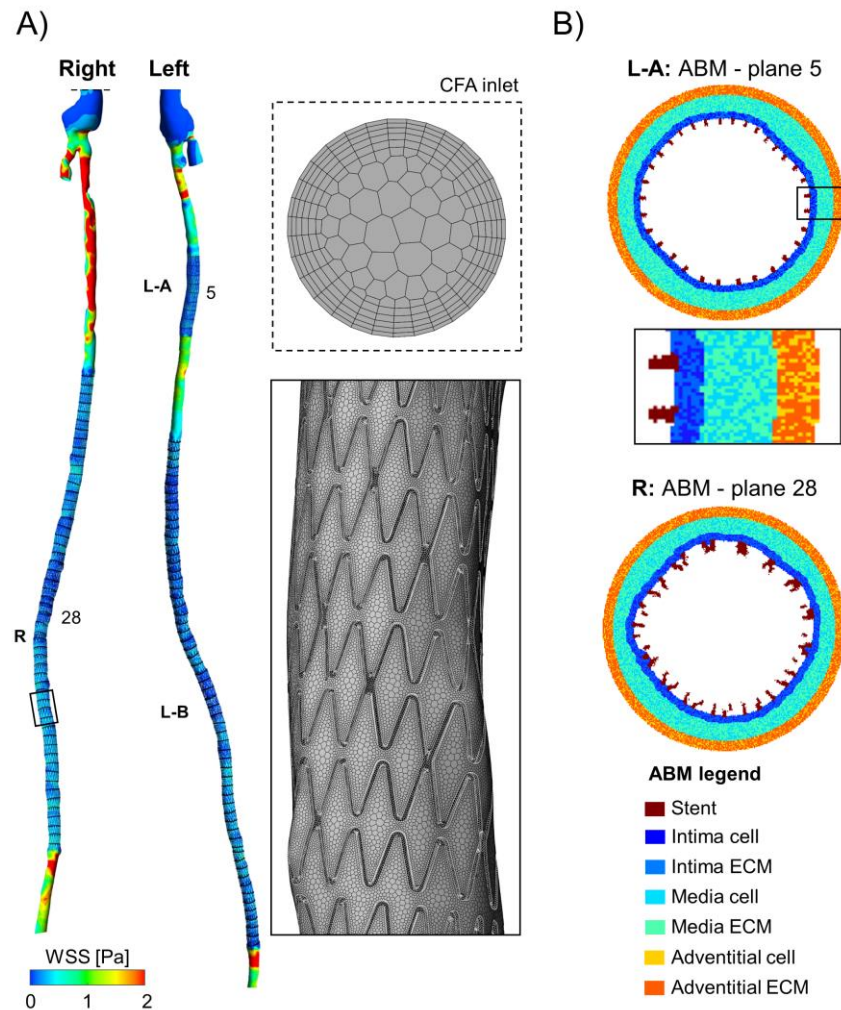 A)
Right
Left
CFA inlet
L-A
5
28
R
L-B
WSS [Pa]
0 1 2
B)
L-A: ABM - plane 5
R: ABM - plane 28
ABM legend
Stent
Intima cell
Intima ECM
Media cell
Media ECM
Adventitial cell
Adventitial ECM